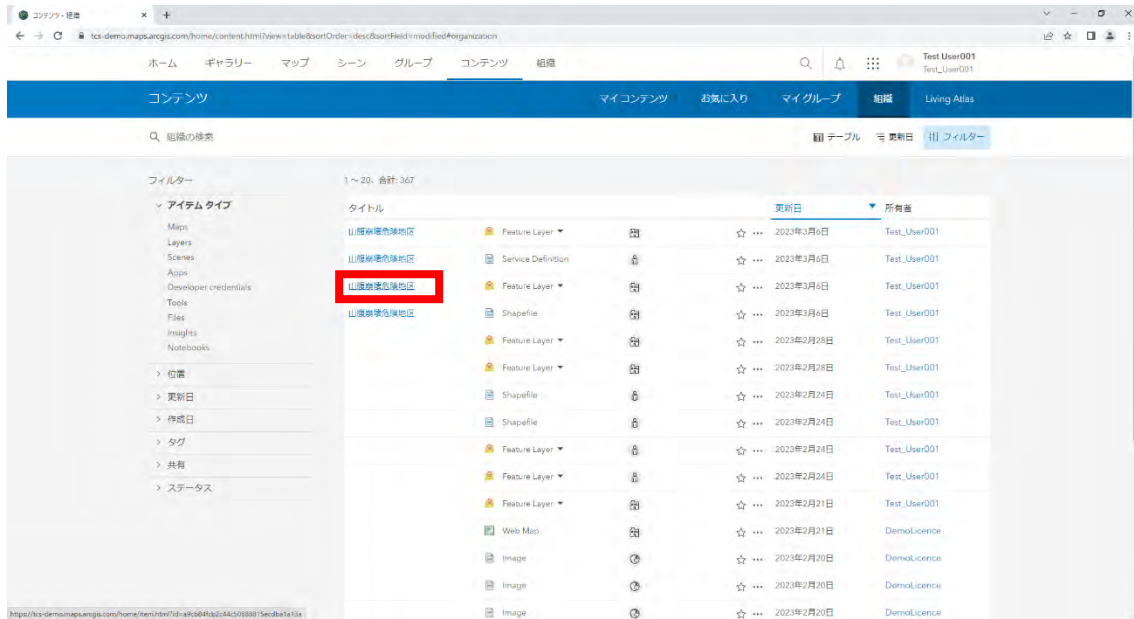 コンテンツ - 組織
tcs-demo.maps.arcgis.com/home/content.html?view=table&sortOrder=desc&sortField=modified#organization
ホーム ギャラリー マップ シーン グループ コンテンツ 組織 Test User001
Test_User001
コンテンツ マイ コンテンツ お気に入り マイ グループ 組織 Living Atlas
組織の検索 テーブル 更新日 フィルター
フィルター 1 ~ 20、合計: 367
アイテム タイプ タイトル 更新日 所有者
Maps 山腹崩壊危険地区 Feature Layer 2023年3月6日 Test_User001
Layers
Scenes 山腹崩壊危険地区 Service Definition 2023年3月6日 Test_User001
Apps
Developer credentials 山腹崩壊危険地区 Feature Layer 2023年3月6日 Test_User001
Tools
Files 山腹崩壊危険地区 Shapefile 2023年3月6日 Test_User001
Insights
Notebooks Feature Layer 2023年2月28日 Test_User001
位置 Feature Layer 2023年2月28日 Test_User001
更新日 Shapefile 2023年2月24日 Test_User001
作成日 Shapefile 2023年2月24日 Test_User001
タグ Feature Layer 2023年2月24日 Test_User001
共有 Feature Layer 2023年2月24日 Test_User001
ステータス
Feature Layer 2023年2月21日 Test_User001
Web Map 2023年2月21日 DemoLicence
Image 2023年2月20日 DemoLicence
Image 2023年2月20日 DemoLicence
Image 2023年2月20日 DemoLicence